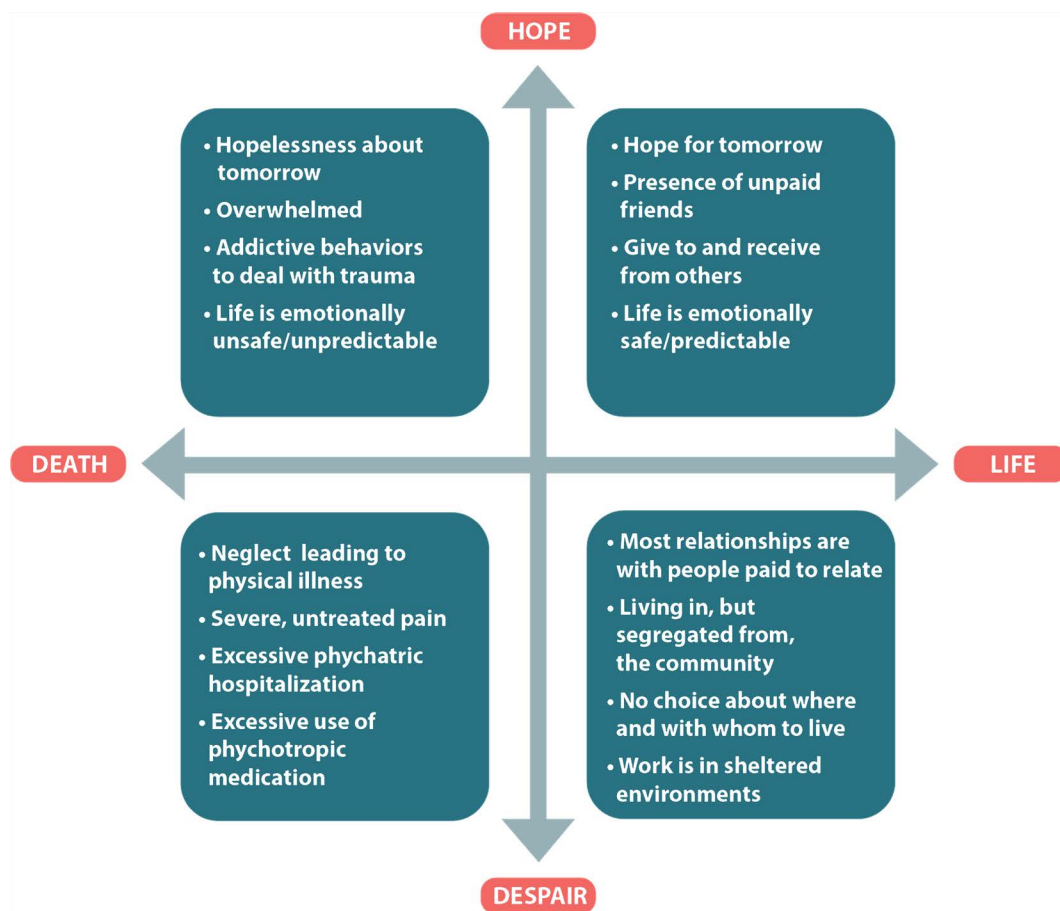 HOPE
• Hopelessness about
tomorrow
• Overwhelmed
• Addictive behaviors
to deal with trauma
• Life is emotionally
unsafe/unpredictable
• Hope for tomorrow
• Presence of unpaid
friends
• Give to and receive
from others
• Life is emotionally
safe/predictable
DEATH
LIFE
• Neglect leading to
physical illness
• Severe, untreated pain
• Excessive phychatric
hospitalization
• Excessive use of
phychotropic
medication
• Most relationships are
with people paid to relate
• Living in, but
segregated from,
the community
• No choice about where
and with whom to live
• Work is in sheltered
environments
DESPAIR